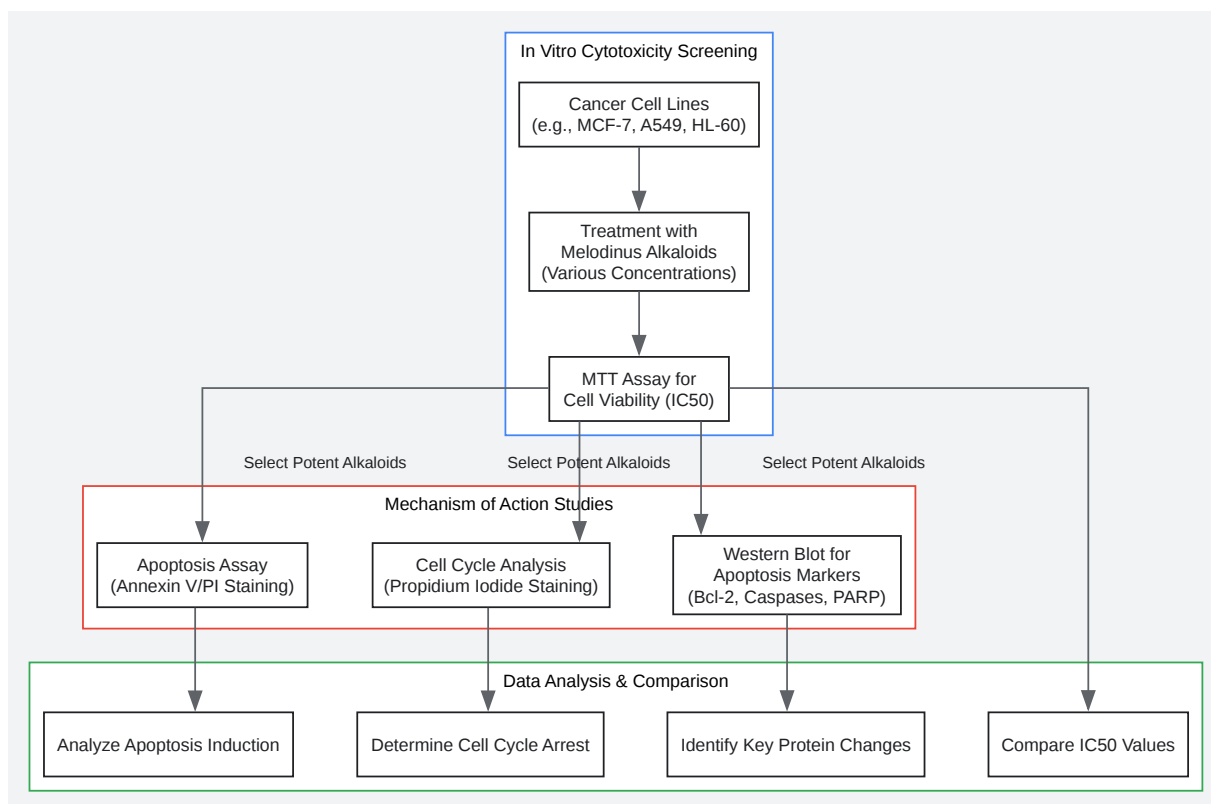 In Vitro Cytotoxicity Screening
Cancer Cell Lines
(e.g., MCF-7, A549, HL-60)
Treatment with
Melodinus Alkaloids
(Various Concentrations)
MTT Assay for
Cell Viability (IC50)
Select Potent Alkaloids
Select Potent Alkaloids
Select Potent Alkaloids
Mechanism of Action Studies
Apoptosis Assay
(Annexin V/PI Staining)
Cell Cycle Analysis
(Propidium Iodide Staining)
Western Blot for
Apoptosis Markers
(Bcl-2, Caspases, PARP)
Data Analysis & Comparison
Analyze Apoptosis Induction
Determine Cell Cycle Arrest
Identify Key Protein Changes
Compare IC50 Values